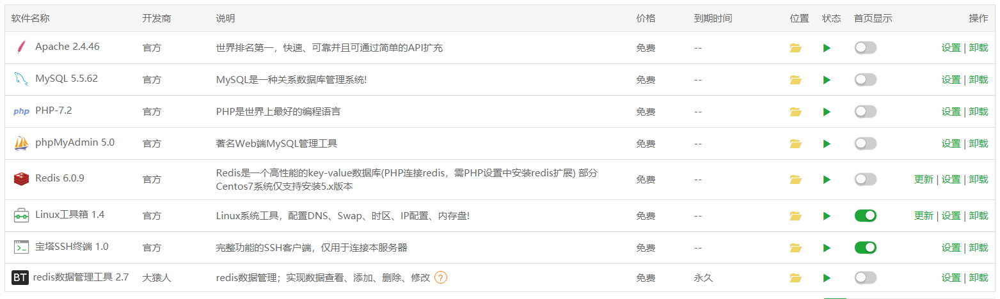 软件名称 开发商 说明 价格 到期时间 位置 状态 首页显示 操作
Apache 2.4.46 官方 世界排名第一，快速、可靠并且可通过简单的API扩充 免费 -- 设置 | 卸载
MySQL 5.5.62 官方 MySQL是一种关系数据库管理系统! 免费 -- 设置 | 卸载
php PHP-7.2 官方 PHP是世界上最好的编程语言 免费 -- 设置 | 卸载
phpMyAdmin 5.0 官方 著名Web端MySQL管理工具 免费 -- 设置 | 卸载
Redis 6.0.9 官方 Redis是一个高性能的key-value数据库(PHP连接redis，需PHP设置中安装redis扩展) 部分 免费 -- 更新 | 设置 | 卸载
Centos7系统仅支持安装5.x版本
Linux工具箱 1.4 官方 Linux系统工具，配置DNS、Swap、时区、IP配置、内存盘! 免费 -- 更新 | 设置 | 卸载
宝塔SSH终端 1.0 官方 完整功能的SSH客户端，仅用于连接本服务器 免费 -- 设置 | 卸载
BT redis数据管理工具 2.7 大猿人 redis数据管理；实现数据查看、添加、删除、修改 ? 免费 永久 设置 | 卸载